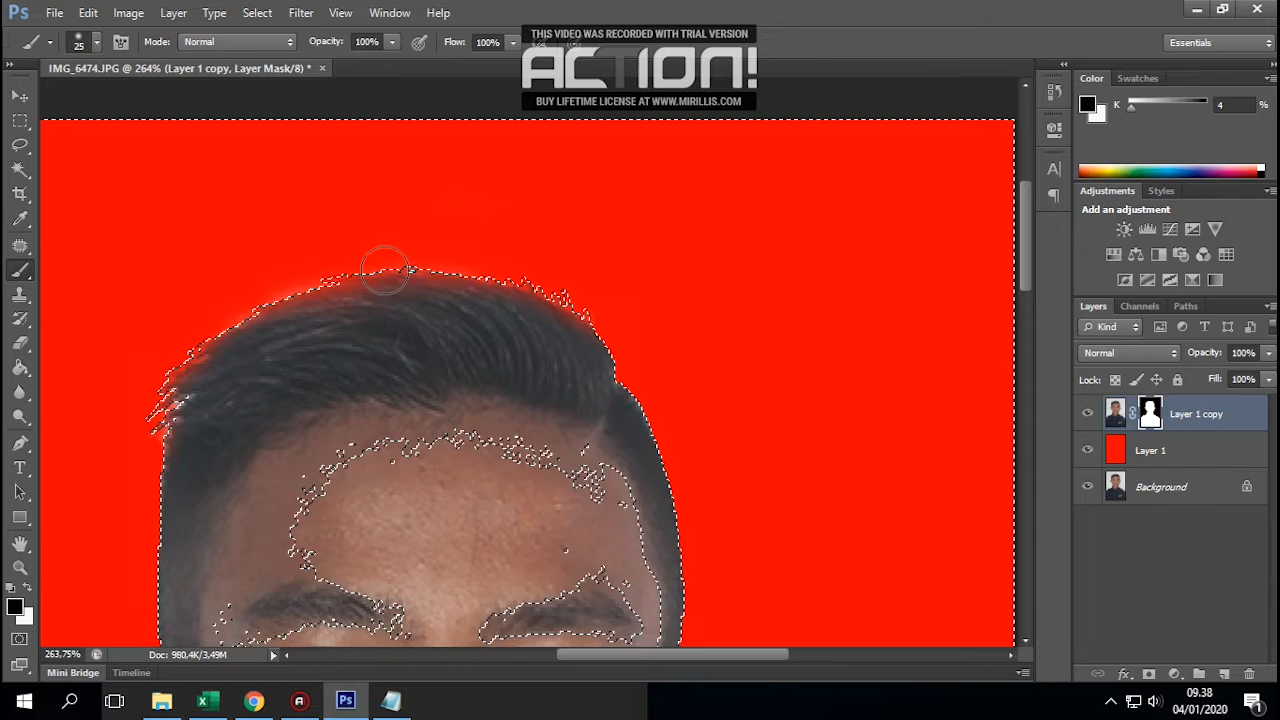 Ps File Edit Image Layer Type Select Filter View Window Help
THIS VIDEO WAS RECORDED WITH TRIAL VERSION
ACTION!
BUY LIFETIME LICENSE AT WWW.MIRILLIS.COM
25 Mode: Normal Opacity: 100% Flow: 100% Essentials
IMG_6474.JPG @ 264% (Layer 1 copy, Layer Mask/8) * ×
Color Swatches
K 4 %
Adjustments Styles
Add an adjustment
Layers Channels Paths
Kind
Normal Opacity: 100%
Lock: Fill: 100%
Layer 1 copy
Layer 1
Background
263,75% Doc: 980,4K/3,49M
Mini Bridge Timeline
09.38
04/01/2020
1